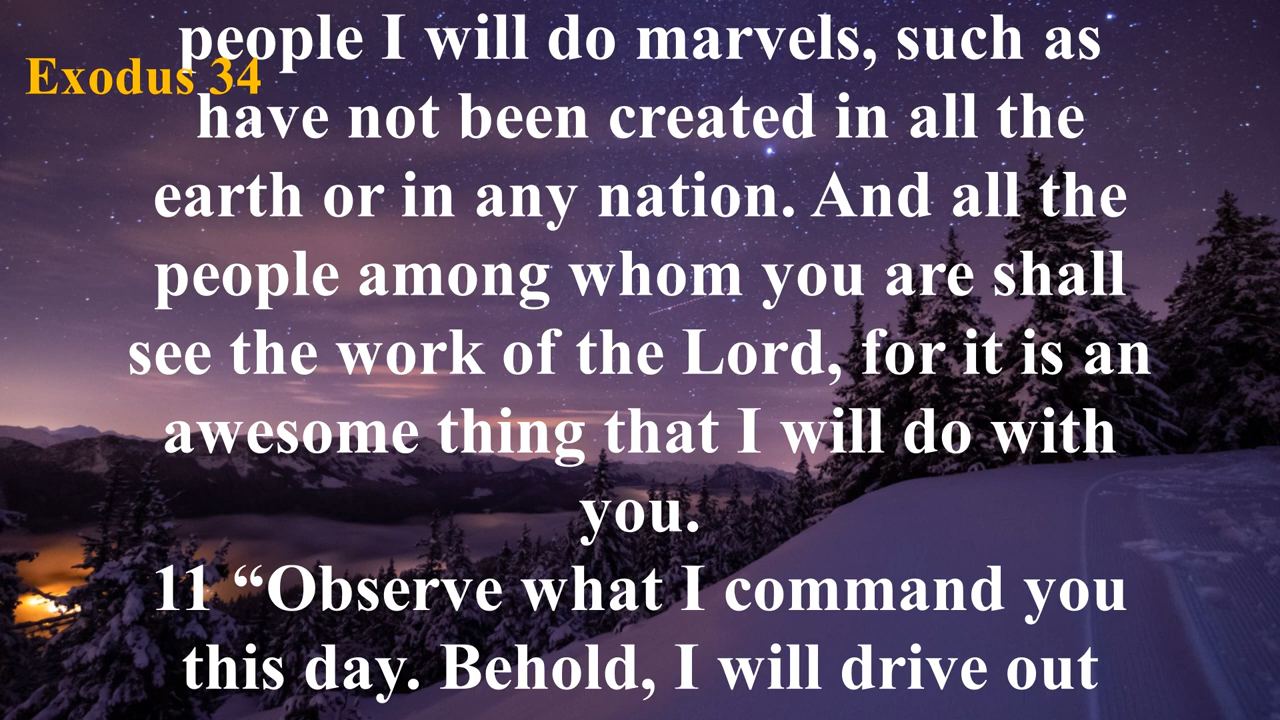 people I will do marvels, such as
Exodus 34
have not been created in all the
earth or in any nation. And all the
people among whom you are shall
see the work of the Lord, for it is an
awesome thing that I will do with
you.
11 “Observe what I command you
this day. Behold, I will drive out